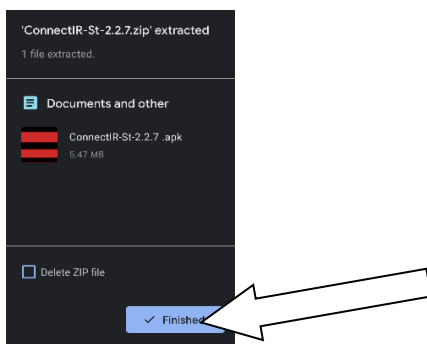 'ConnectIR-St-2.2.7.zip' extracted
1 file extracted.
Documents and other
ConnectIR-St-2.2.7 .apk
5.47 MB
Delete ZIP file
Finished